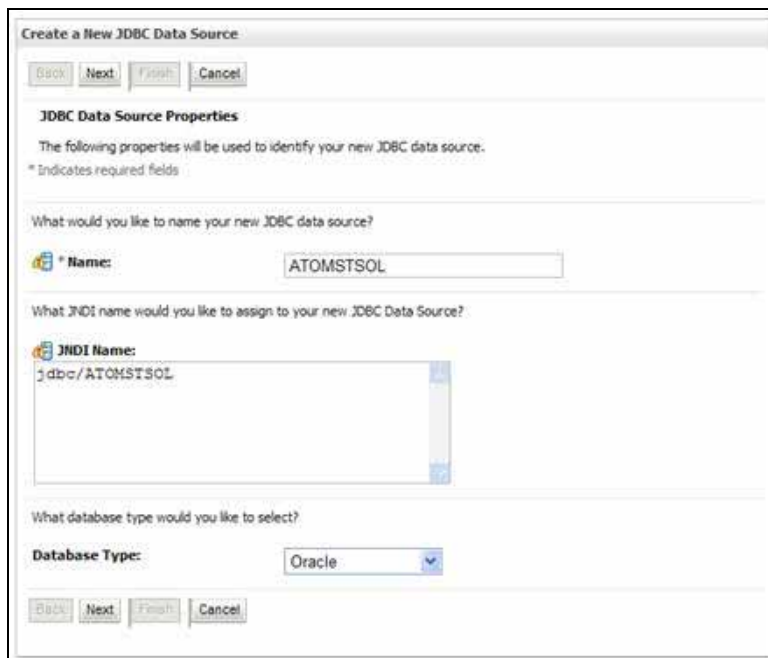 Create a New JDBC Data Source
Back Next Finish Cancel
JDBC Data Source Properties
The following properties will be used to identify your new JDBC data source.
* Indicates required fields
What would you like to name your new JDBC data source?
* Name: ATOMSTSOL
What JNDI name would you like to assign to your new JDBC Data Source?
JNDI Name:
jdbc/ATOMSTSOL
What database type would you like to select?
Database Type: Oracle
Back Next Finish Cancel